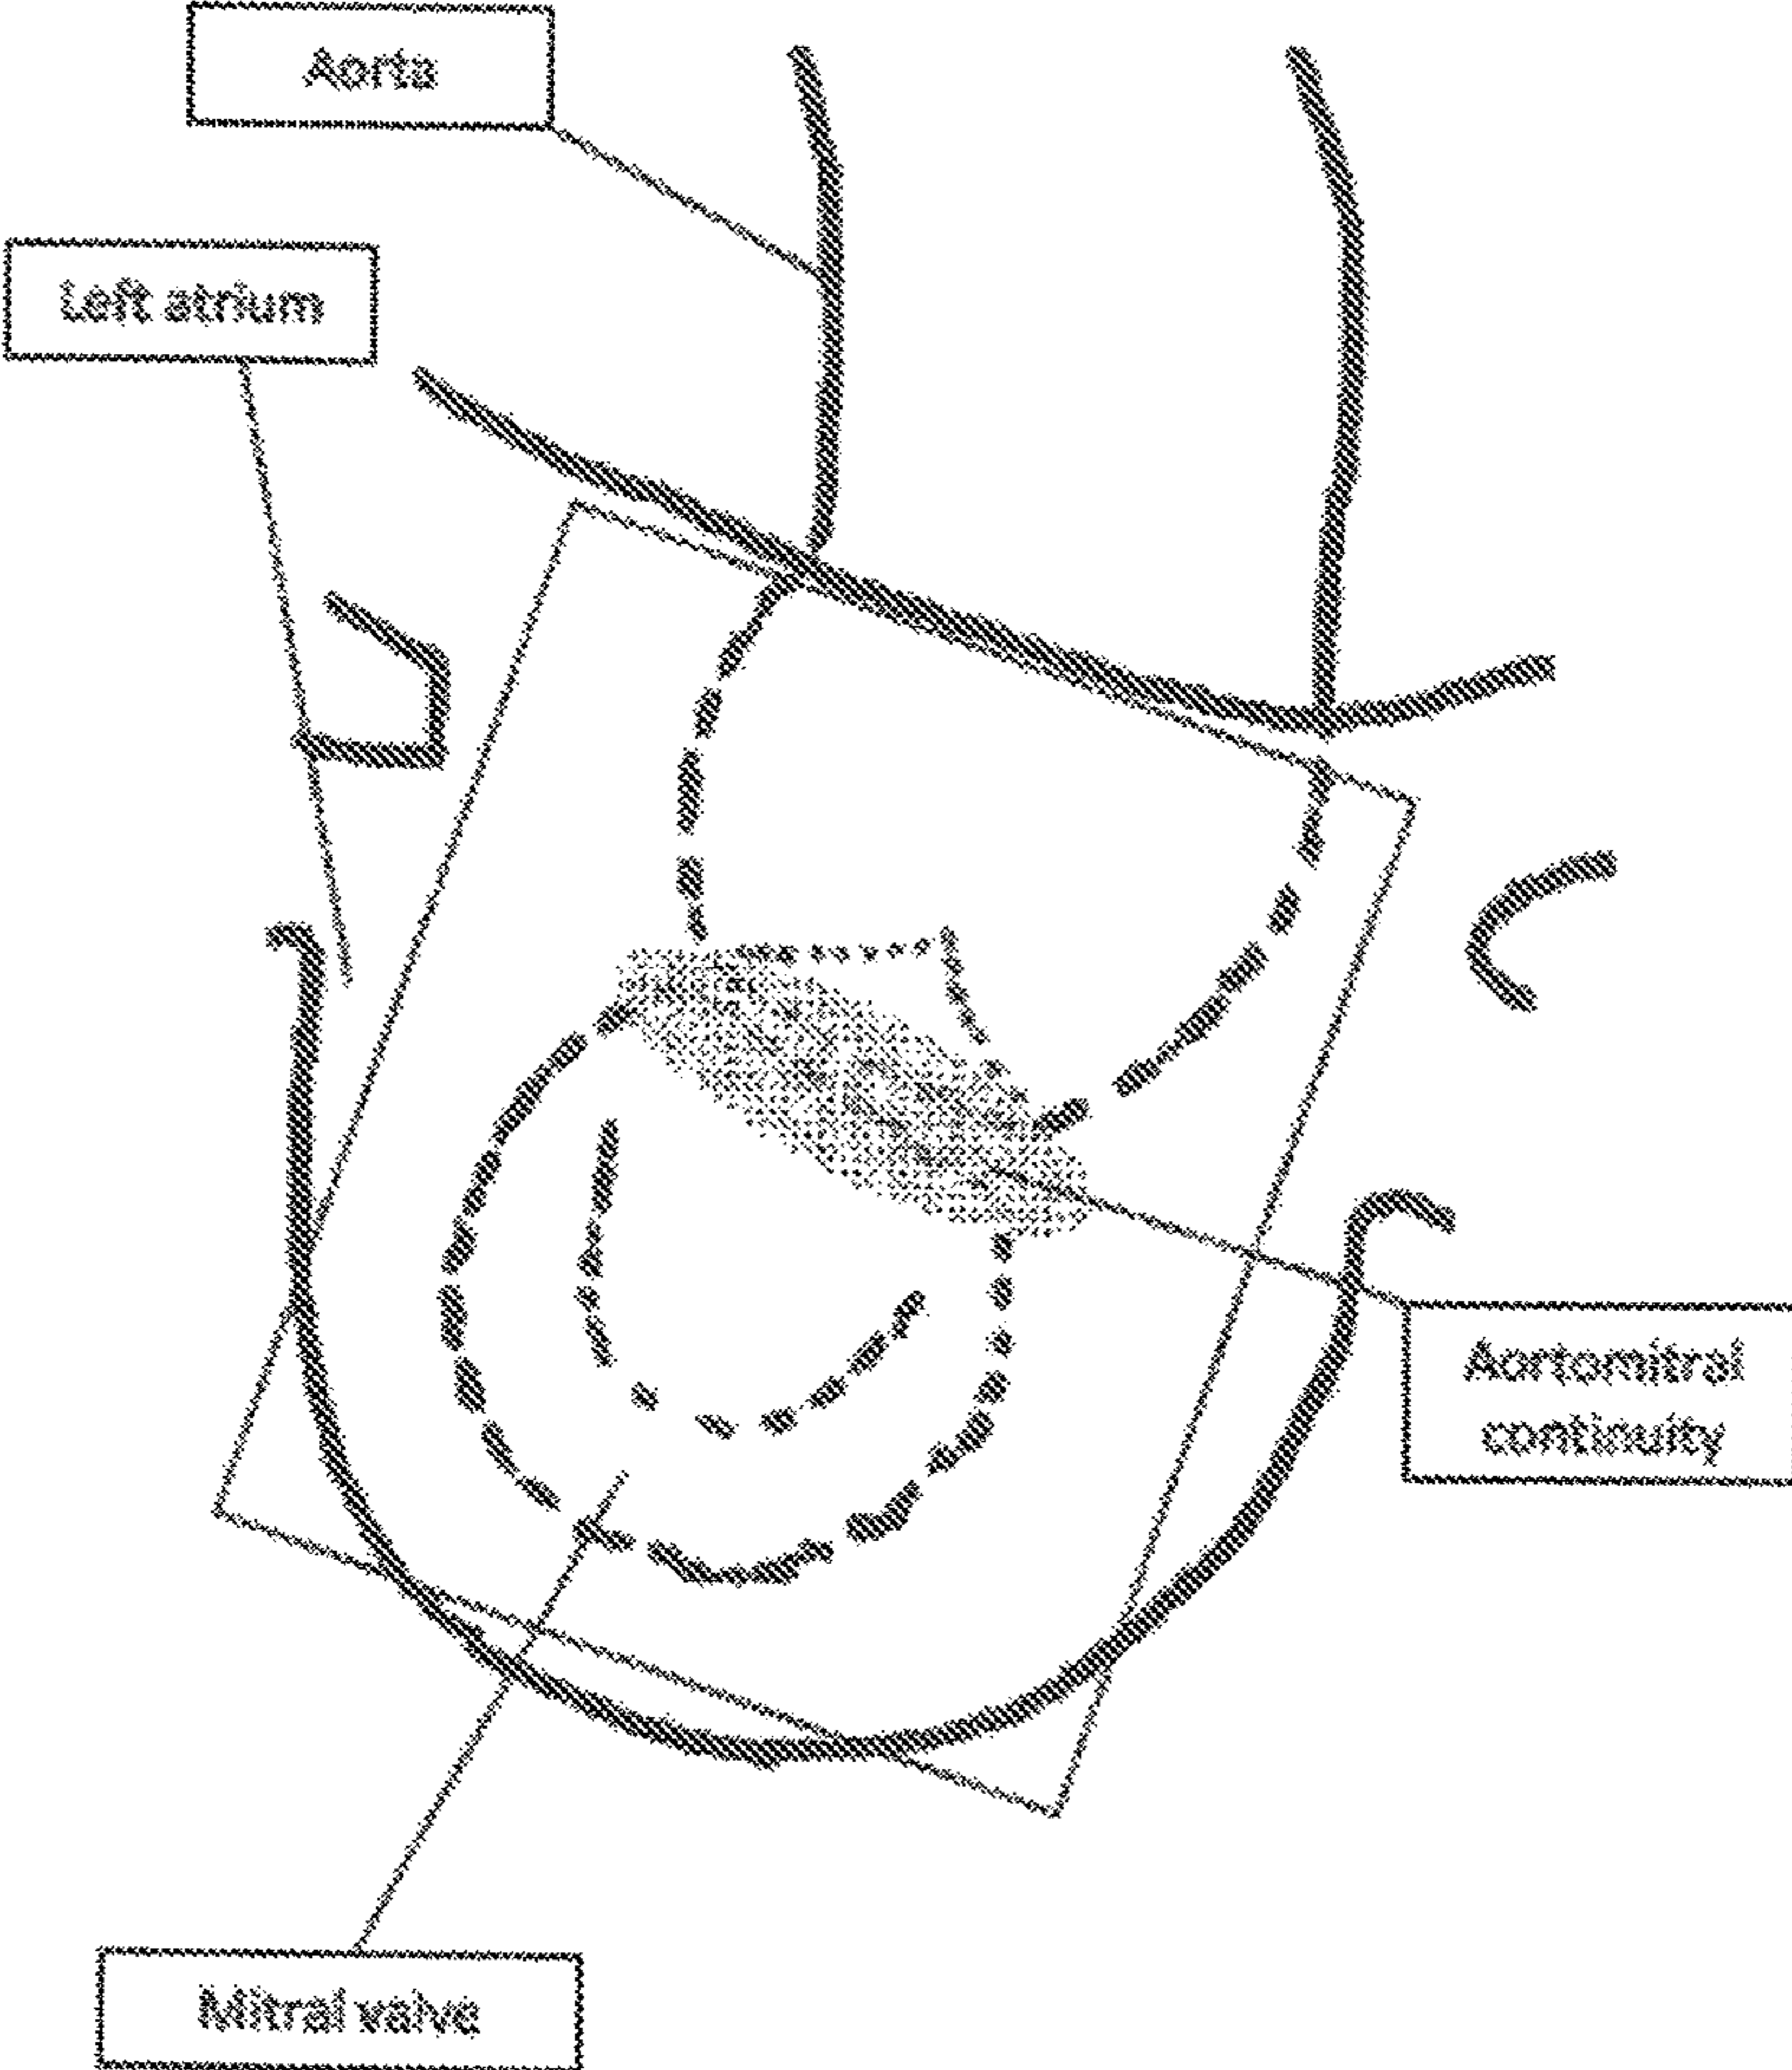 Aorta
Left atrium
Aortomitral
continuity
Mitral valve